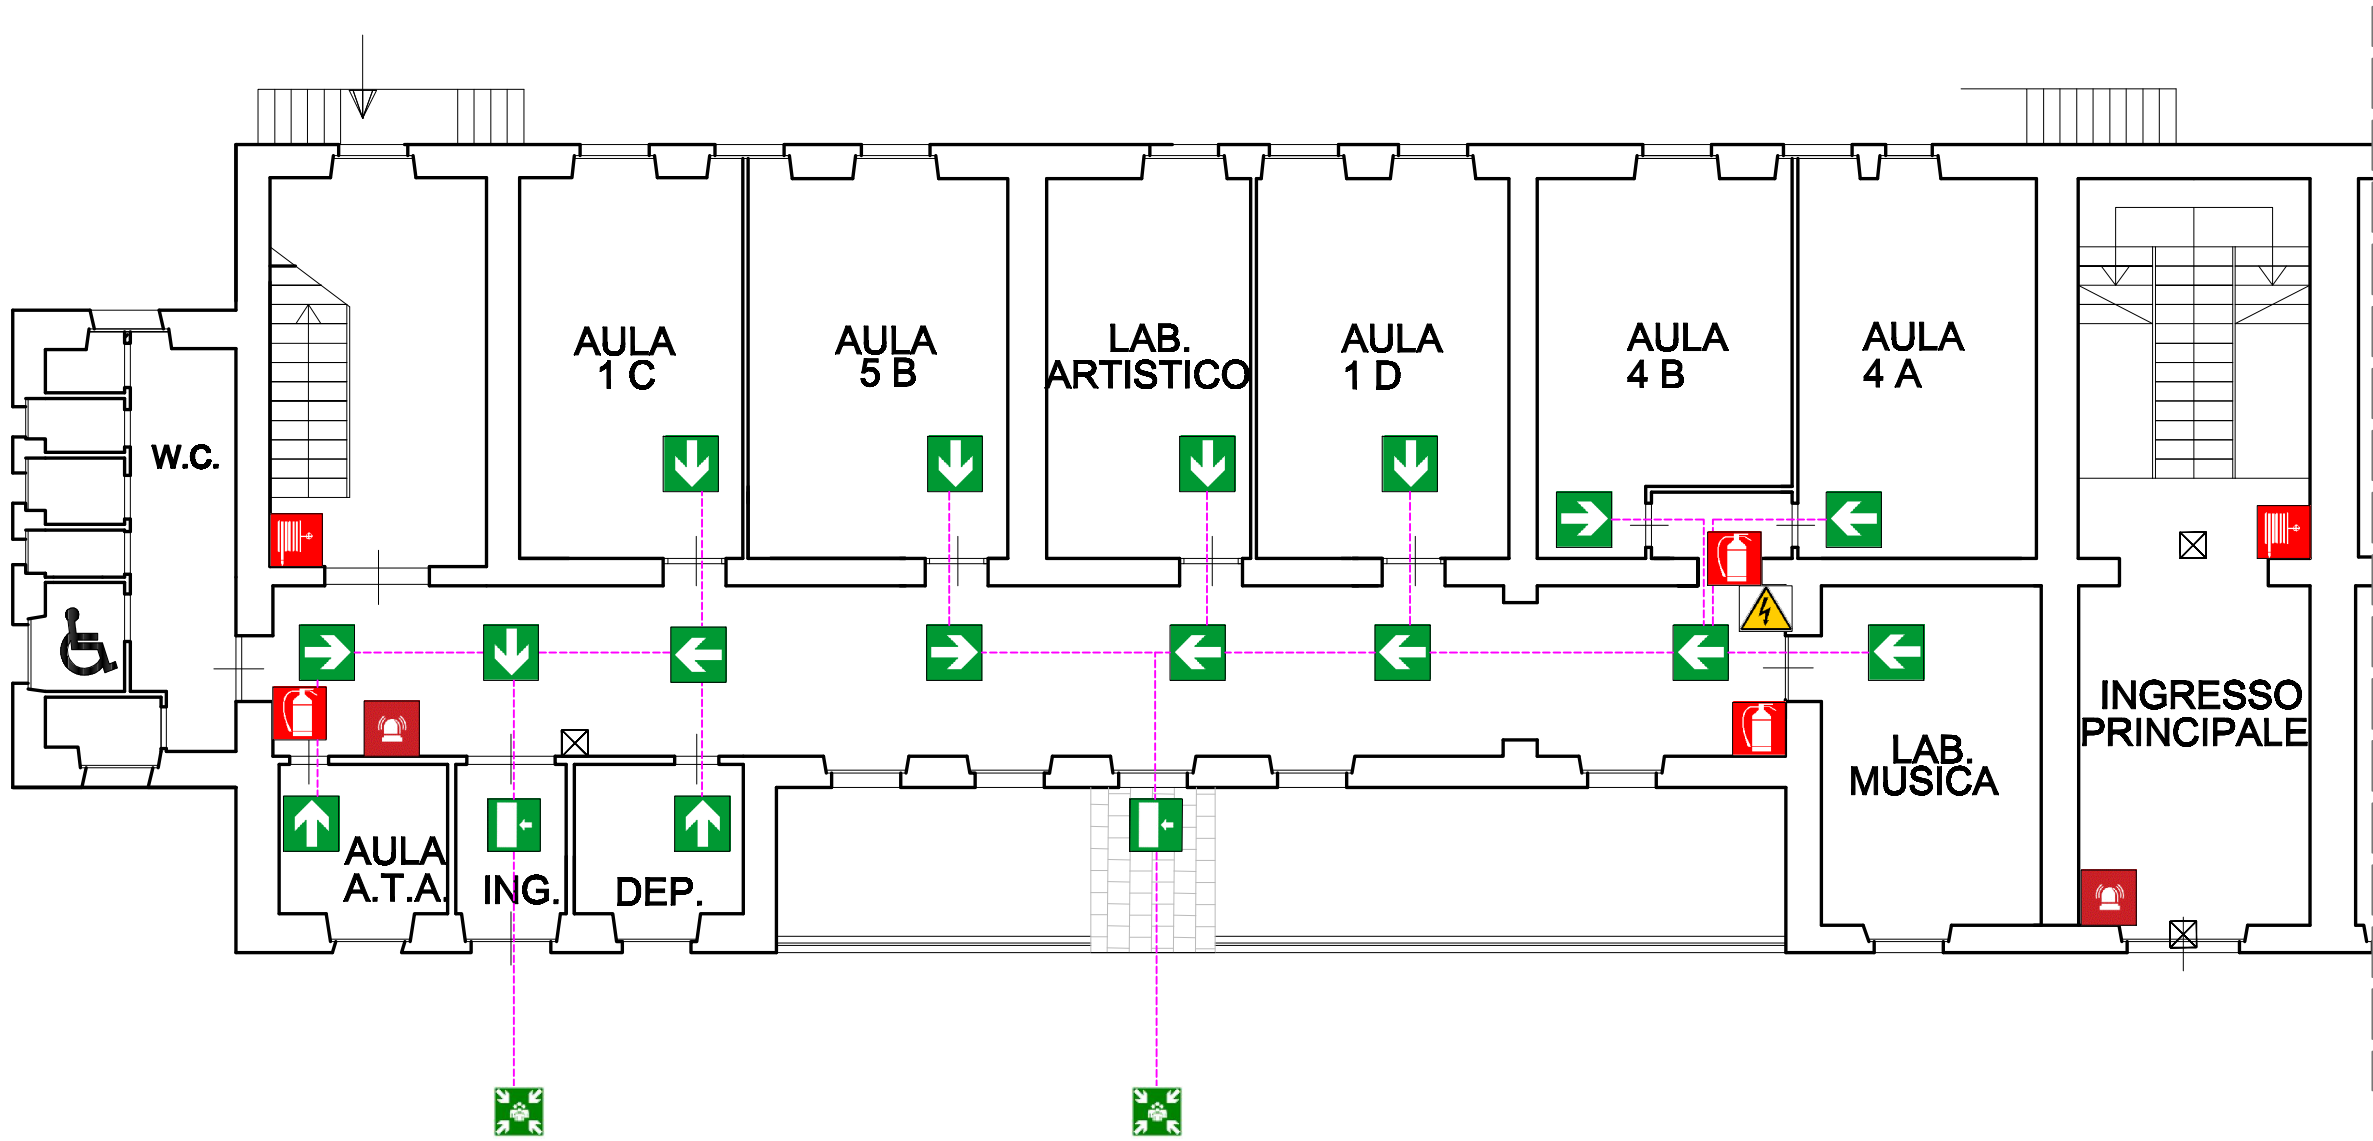 AULA
1 C
AULA
5 B
LAB.
ARTISTICO
AULA
1 D
AULA
4 B
AULA
4 A
W.C.
INGRESSO
PRINCIPALE
LAB.
MUSICA
AULA
A.T.A.
ING.
DEP.